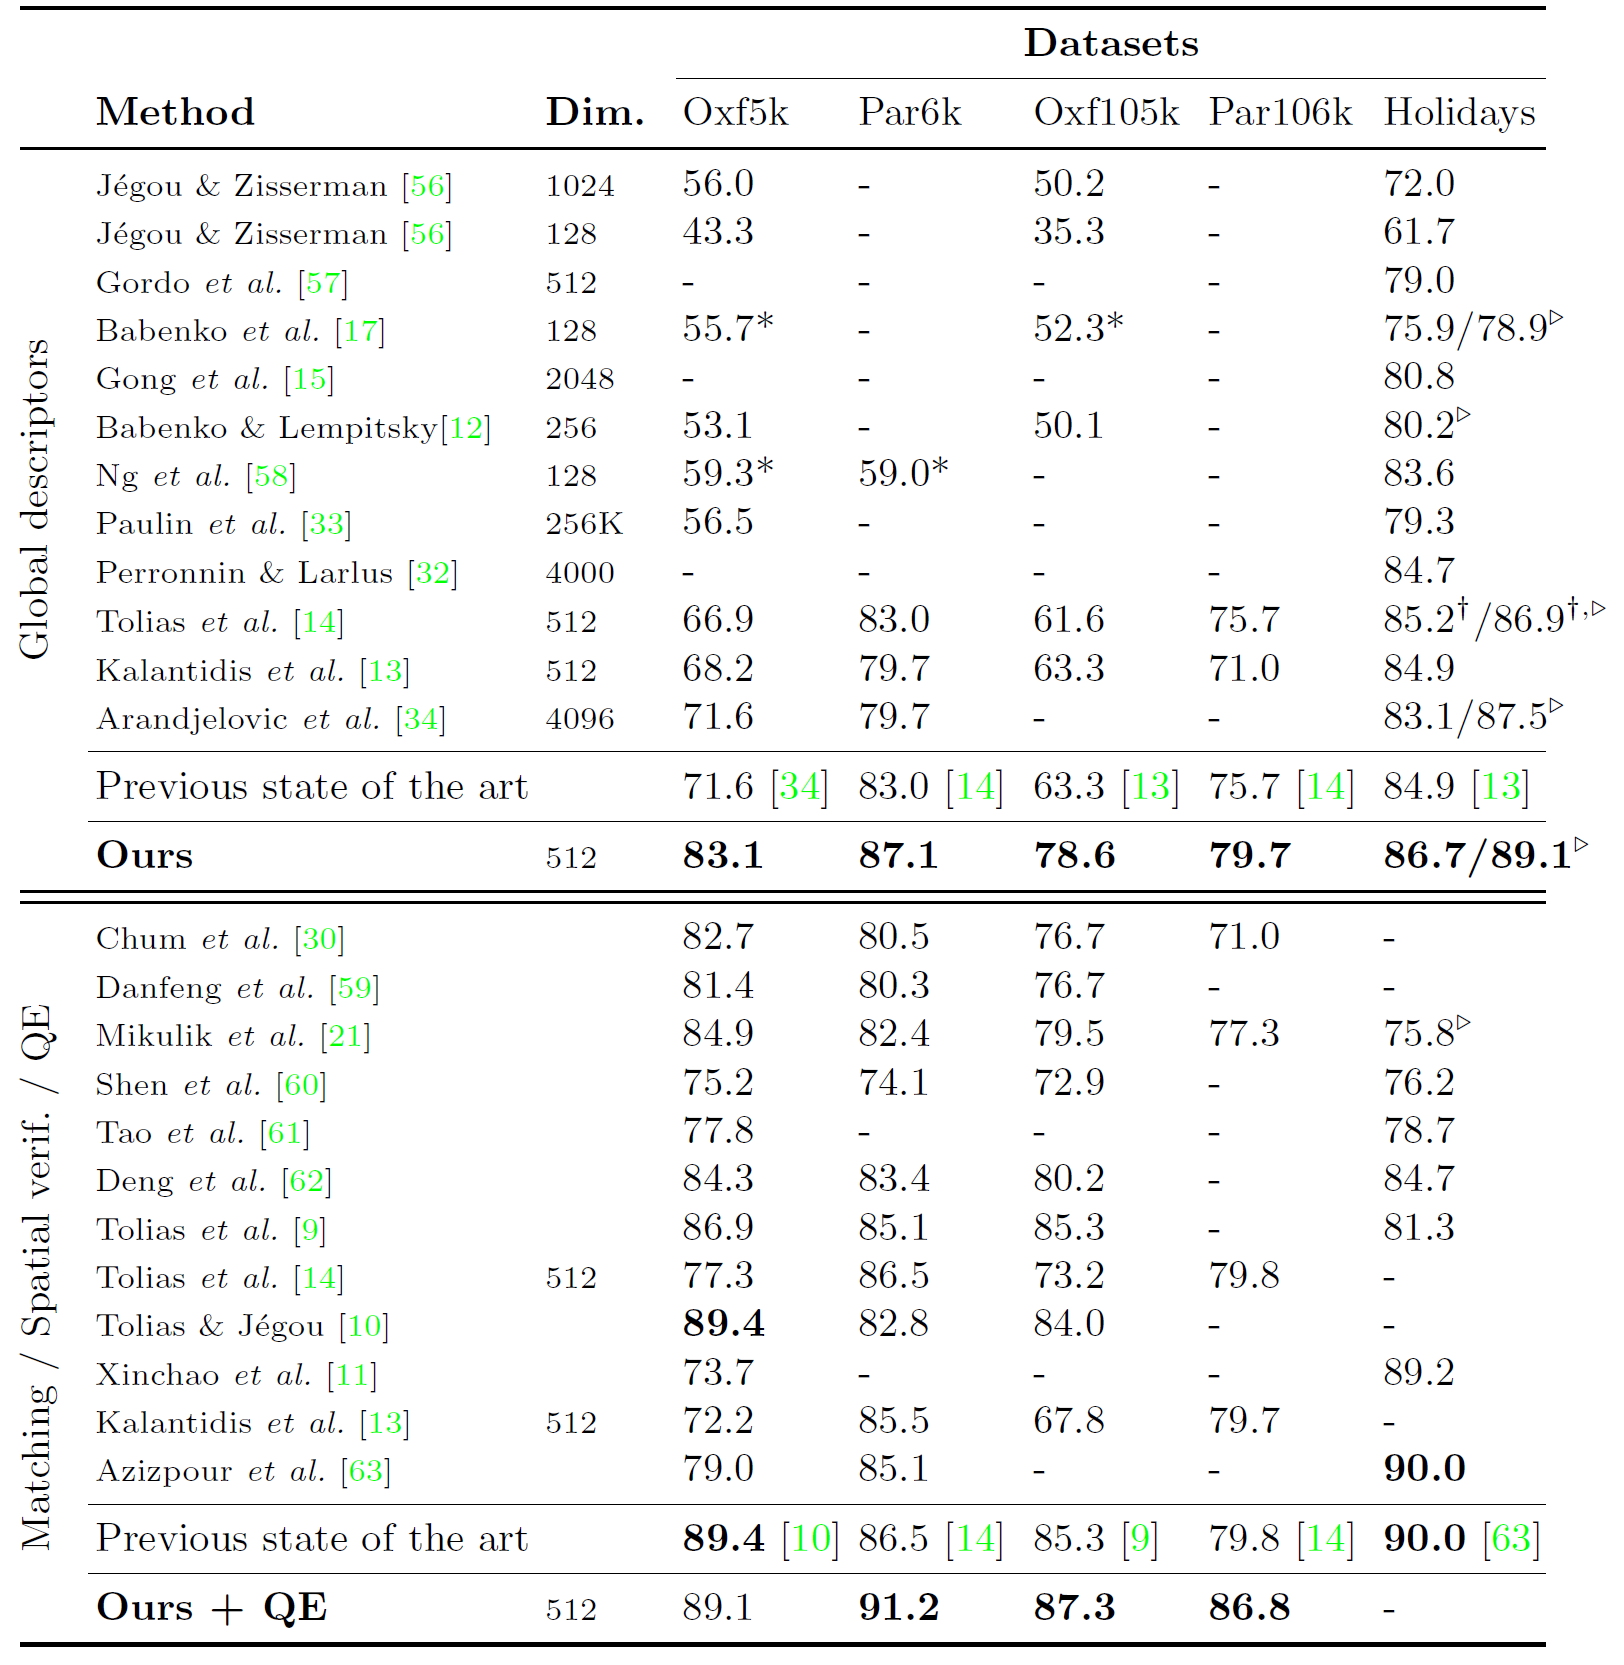 Datasets
Method Dim. Oxf5k Par6k Oxf105k Par106k Holidays
Global descriptors
Jégou & Zisserman [56] 1024 56.0 - 50.2 - 72.0
Jégou & Zisserman [56] 128 43.3 - 35.3 - 61.7
Gordo et al. [57] 512 - - - - 79.0
Babenko et al. [17] 128 55.7* - 52.3* - 75.9/78.9▷
Gong et al. [15] 2048 - - - - 80.8
Babenko & Lempitsky[12] 256 53.1 - 50.1 - 80.2▷
Ng et al. [58] 128 59.3* 59.0* - - 83.6
Paulin et al. [33] 256K 56.5 - - - 79.3
Perronnin & Larlus [32] 4000 - - - - 84.7
Tolias et al. [14] 512 66.9 83.0 61.6 75.7 85.2†/86.9†,▷
Kalantidis et al. [13] 512 68.2 79.7 63.3 71.0 84.9
Arandjelovic et al. [34] 4096 71.6 79.7 - - 83.1/87.5▷
Previous state of the art 71.6 [34] 83.0 [14] 63.3 [13] 75.7 [14] 84.9 [13]
Ours 512 83.1 87.1 78.6 79.7 86.7/89.1▷
Matching / Spatial verif. / QE
Chum et al. [30] 82.7 80.5 76.7 71.0 -
Danfeng et al. [59] 81.4 80.3 76.7 - -
Mikulik et al. [21] 84.9 82.4 79.5 77.3 75.8▷
Shen et al. [60] 75.2 74.1 72.9 - 76.2
Tao et al. [61] 77.8 - - - 78.7
Deng et al. [62] 84.3 83.4 80.2 - 84.7
Tolias et al. [9] 86.9 85.1 85.3 - 81.3
Tolias et al. [14] 512 77.3 86.5 73.2 79.8 -
Tolias & Jégou [10] 89.4 82.8 84.0 - -
Xinchao et al. [11] 73.7 - - - 89.2
Kalantidis et al. [13] 512 72.2 85.5 67.8 79.7 -
Azizpour et al. [63] 79.0 85.1 - - 90.0
Previous state of the art 89.4 [10] 86.5 [14] 85.3 [9] 79.8 [14] 90.0 [63]
Ours + QE 512 89.1 91.2 87.3 86.8 -